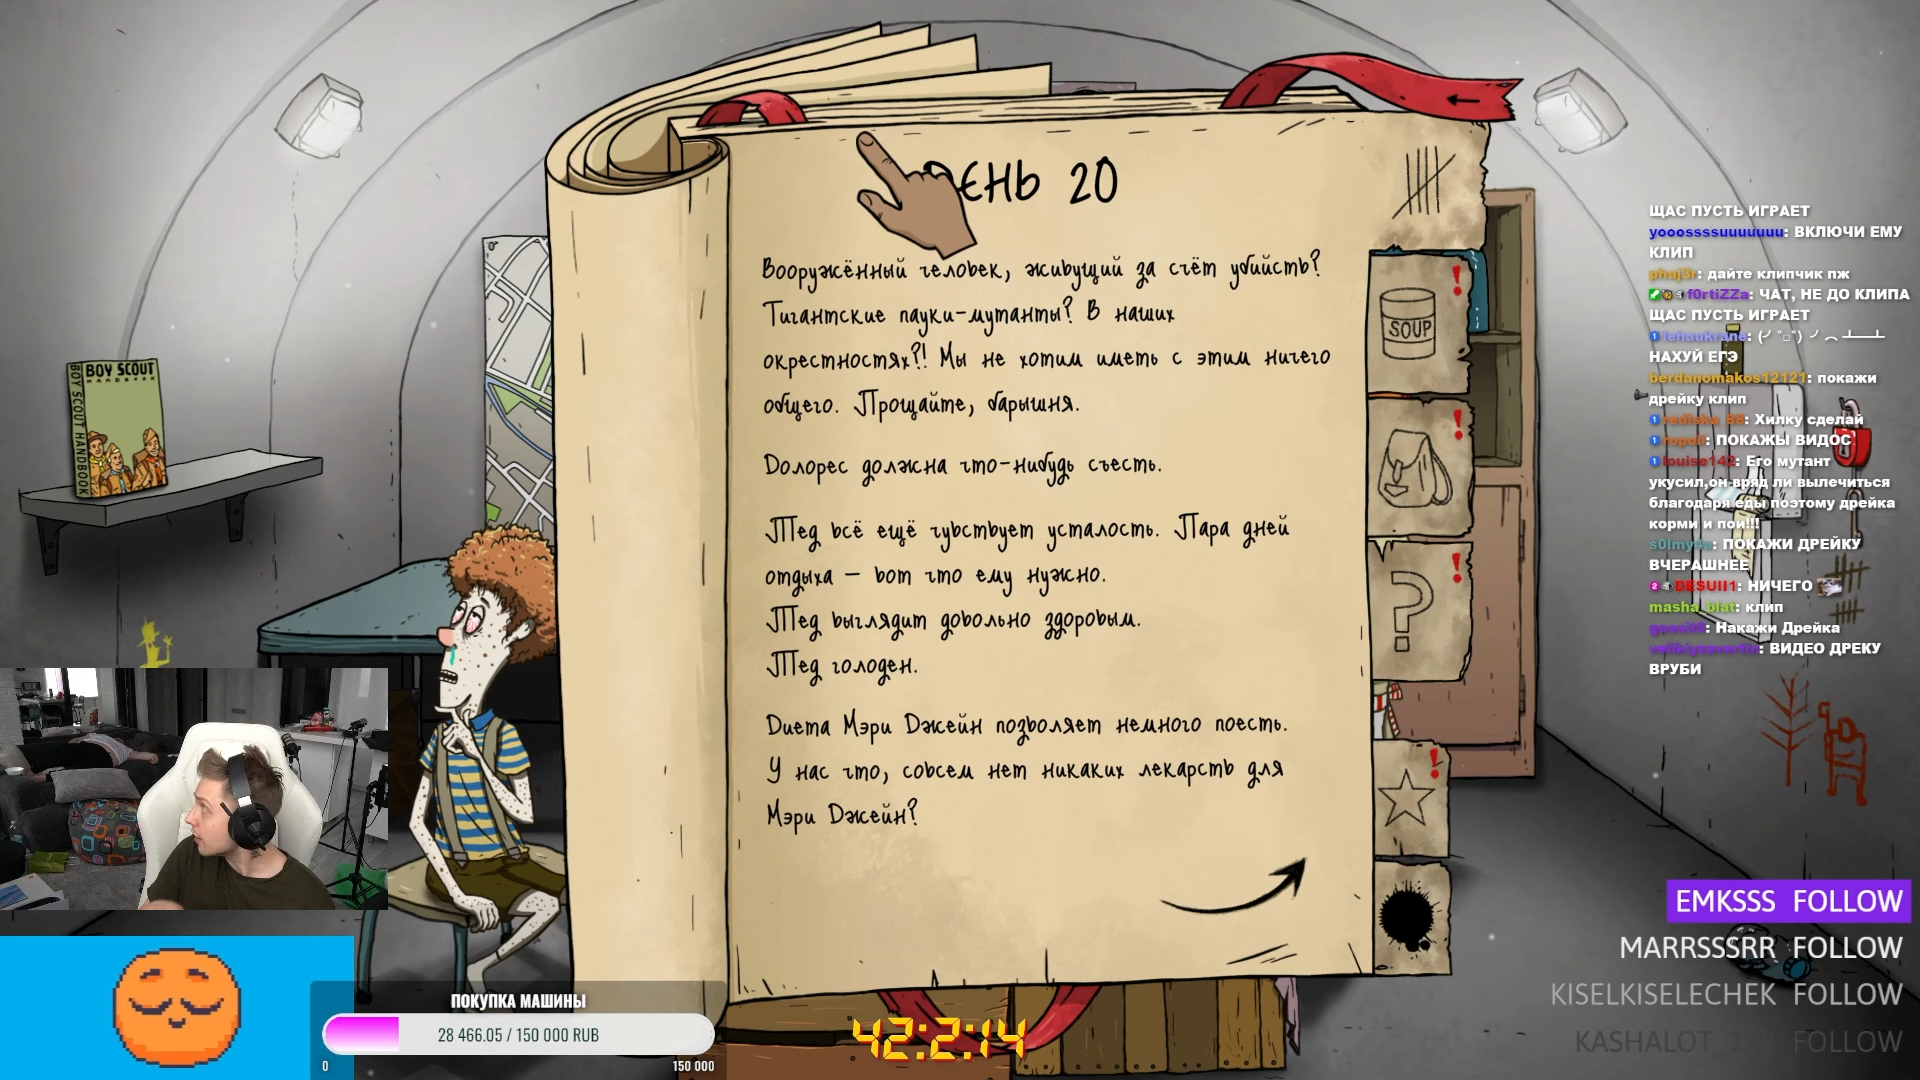 ДЕНЬ 20
Вооружённый человек, живущий за счёт убийств?
Гигантские пауки-мутанты? В наших
окрестностях?! Мы не хотим иметь с этим ничего
общего. Прощайте, барышня.
Долорес должна что-нибудь съесть.
Тед всё ещё чувствует усталость. Пара дней
отдыха – вот что ему нужно.
Тед выглядит довольно здоровым.
Тед голоден.
Диета Мэри Джейн позволяет немного поесть.
У нас что, совсем нет никаких лекарств для
Мэри Джейн?
SOUP
BOY SCOUT
HANDBOOK
BOY SCOUT HANDBOOK
ЩАС ПУСТЬ ИГРАЕТ
yooossssuuuuuuu: ВКЛЮЧИ ЕМУ
КЛИП
: дайте клипчик пж
f0rtiZZa: ЧАТ, НЕ ДО КЛИПА
ЩАС ПУСТЬ ИГРАЕТ
НАХУЙ ЕГЭ
berdanomakos12121: покажи
дрейку клип
: Хилку сделай
: ПОКАЖЫ ВИДОС
louise142: Его мутант
укусил,он вряд ли вылечиться
благодаря еды поэтому дрейка
корми и пои!!!
: ПОКАЖИ ДРЕЙКУ
ВЧЕРАШНЕЕ
DESUII1: НИЧЕГО
masha_blat: клип
: Накажи Дрейка
: ВИДЕО ДРЕКУ
ВРУБИ
EMKSSS FOLLOW
MARRSSSRR FOLLOW
KISELKISELECHEK FOLLOW
KASHALOT FOLLOW
ПОКУПКА МАШИНЫ
28 466.05 / 150 000 RUB
0 150 000
42:2:14